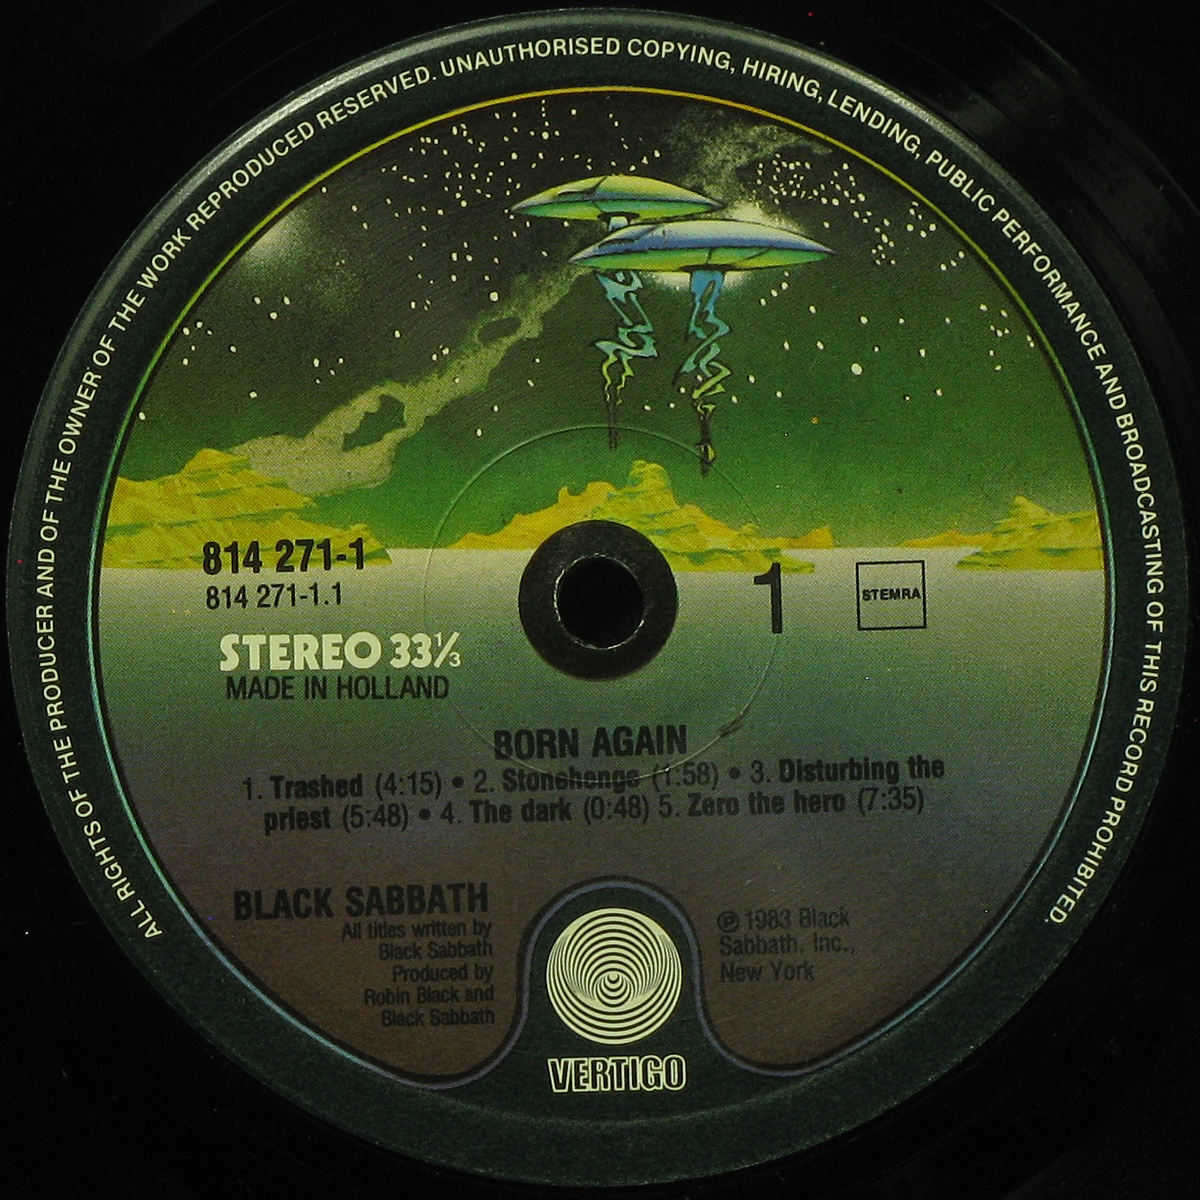 ALL RIGHTS OF THE PRODUCER AND OF THE OWNER OF THE WORK REPRODUCED RESERVED. UNAUTHORISED COPYING, HIRING, LENDING, PUBLIC PERFORMANCE AND BROADCASTING OF THIS RECORD PROHIBITED.
814 271-1
814 271-1.1
STEREO 33⅓
MADE IN HOLLAND
1
STEMRA
BORN AGAIN
1. Trashed (4:15) • 2. Stonehenge (1:58) • 3. Disturbing the
priest (5:48) • 4. The dark (0:48) 5. Zero the hero (7:35)
BLACK SABBATH
All titles written by
Black Sabbath
Produced by
Robin Black and
Black Sabbath
℗ 1983 Black
Sabbath, Inc.,
New York
VERTIGO